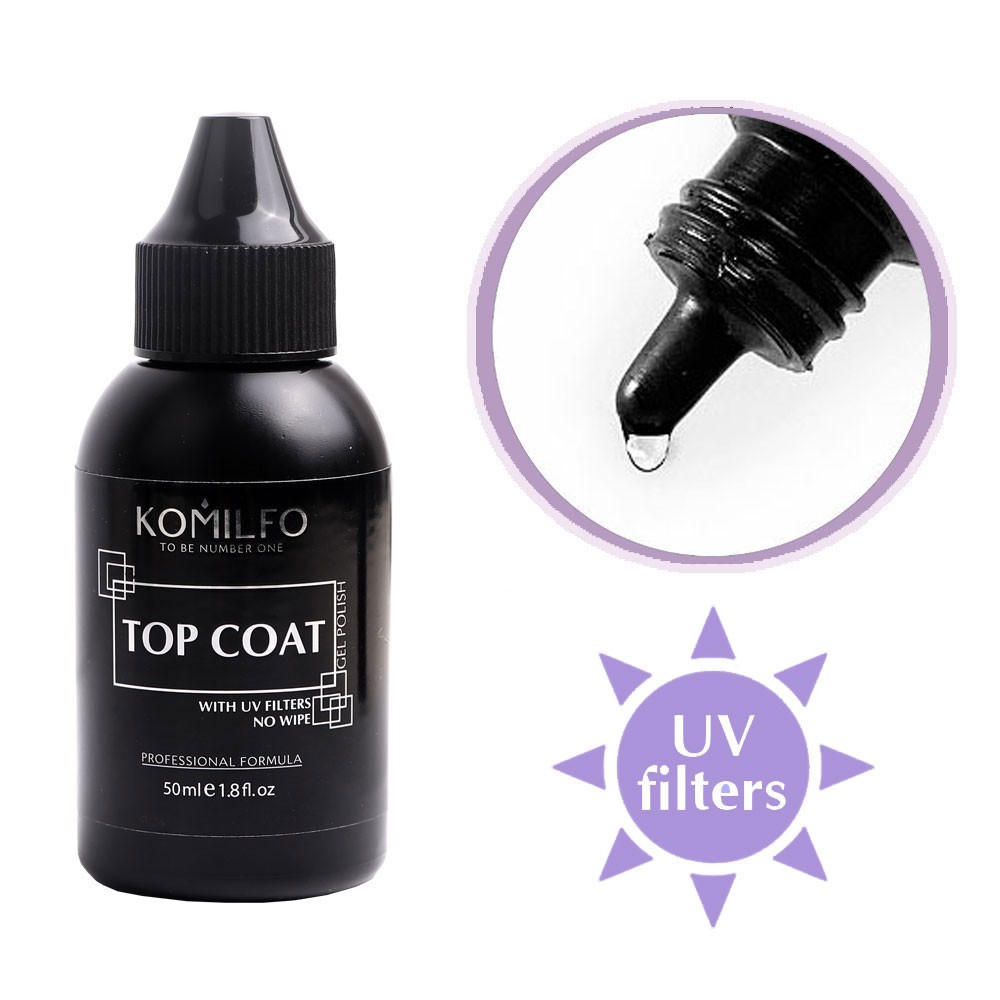 KOMILFO
TO BE NUMBER ONE
TOP COAT
GEL POLISH
WITH UV FILTERS
NO WIPE
PROFESSIONAL FORMULA
50ml℮1.8fl.oz
UV
filters